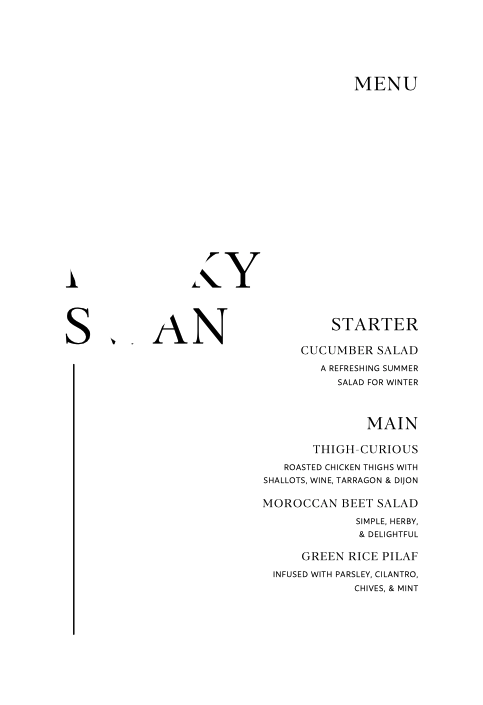 MENU
STARTER
CUCUMBER SALAD
A REFRESHING SUMMER
SALAD FOR WINTER
MAIN
THIGH-CURIOUS
ROASTED CHICKEN THIGHS WITH
SHALLOTS, WINE, TARRAGON & DIJON
MOROCCAN BEET SALAD
SIMPLE, HERBY,
& DELIGHTFUL
GREEN RICE PILAF
INFUSED WITH PARSLEY, CILANTRO,
CHIVES, & MINT